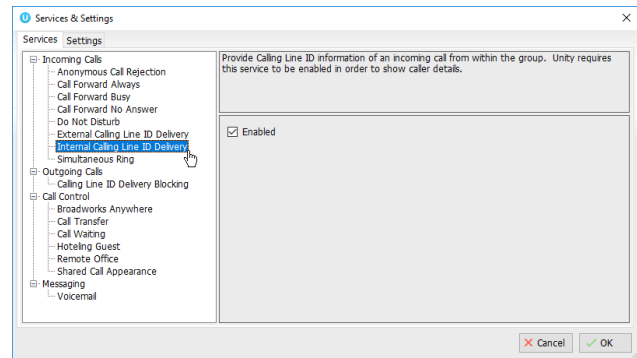 Services & Settings
Services Settings
Incoming Calls
Anonymous Call Rejection
Call Forward Always
Call Forward Busy
Call Forward No Answer
Do Not Disturb
External Calling Line ID Delivery
Internal Calling Line ID Delivery
Simultaneous Ring
Outgoing Calls
Calling Line ID Delivery Blocking
Call Control
Broadworks Anywhere
Call Transfer
Call Waiting
Hoteling Guest
Remote Office
Shared Call Appearance
Messaging
Voicemail
Provide Calling Line ID information of an incoming call from within the group. Unity requires
this service to be enabled in order to show caller details.
Enabled
Cancel OK